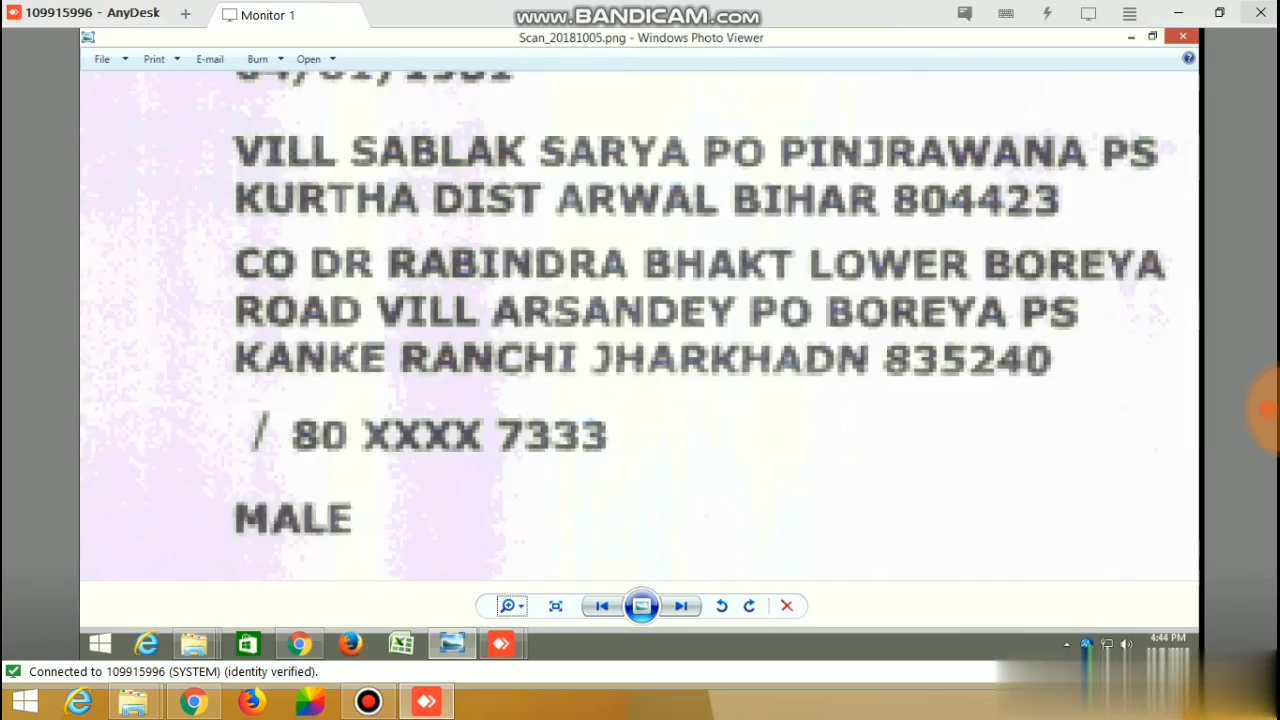 109915996 - AnyDesk
Monitor 1
www.BANDICAM.com
Scan_20181005.png - Windows Photo Viewer
File Print E-mail Burn Open
VILL SABLAK SARYA PO PINJRAWANA PS
KURTHA DIST ARWAL BIHAR 804423
CO DR RABINDRA BHAKT LOWER BOREYA
ROAD VILL ARSANDEY PO BOREYA PS
KANKE RANCHI JHARKHADN 835240
/ 80 XXXX 7333
MALE
4:44 PM
Connected to 109915996 (SYSTEM) (identity verified).